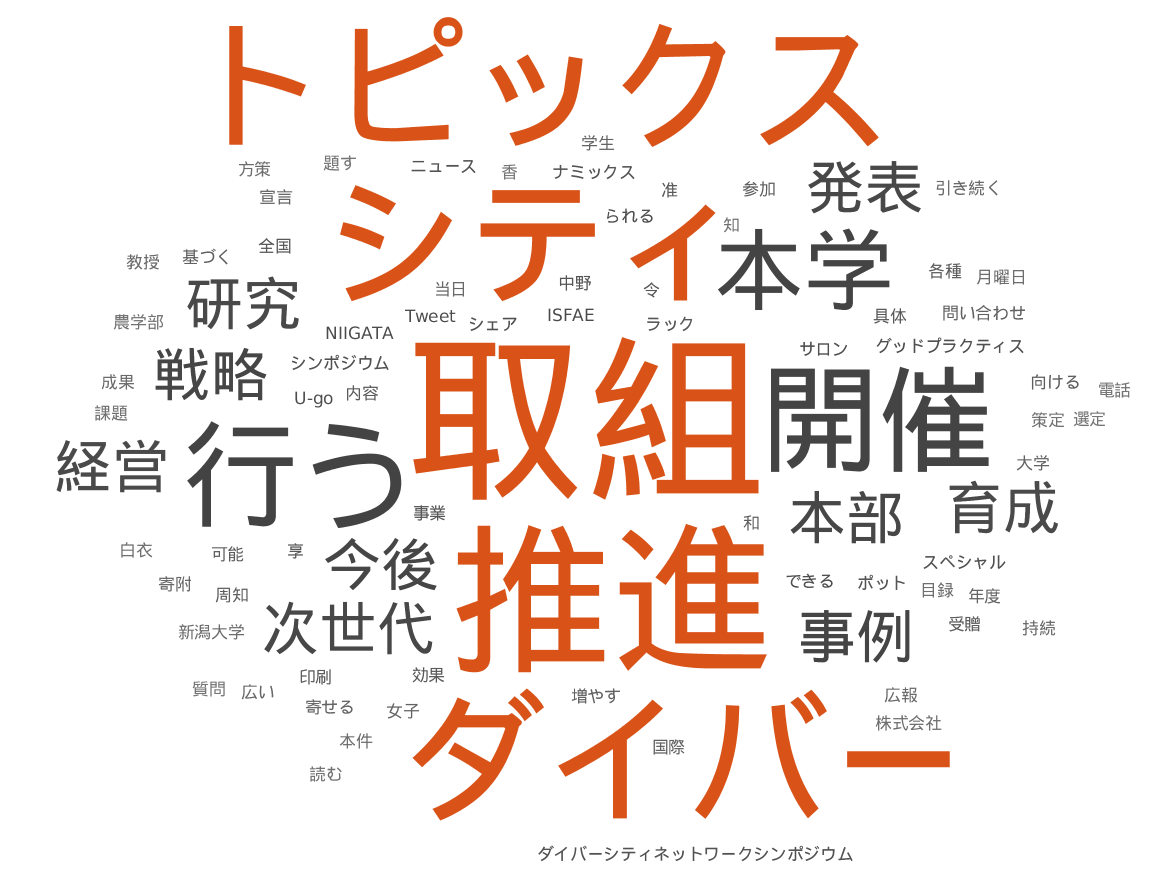 トピックス
学生
方策
題す
ニュース
香
ナミックス
准
参加
発表
引き続く
宣言
シティ
られる
知
本学
全国
教授
基づく
中野
各種
月曜日
当日
令
研究
農学部
NIIGATA
Tweet
シェア
ISFAE
ラック
具体
問い合わせ
サロン
グッドプラクティス
戦略
シンポジウム
取組
開催
成果
U-go
内容
向ける
電話
課題
策定
選定
経営
行う
大学
事業
和
本部
育成
白衣
可能
享
今後
推進
スペシャル
寄附
周知
できる
ポット
目録
年度
新潟大学
次世代
事例
受贈
持続
印刷
効果
質問
広い
寄せる
女子
増やす
広報
株式会社
本件
ダイバー
国際
読む
ダイバーシティネットワークシンポジウム